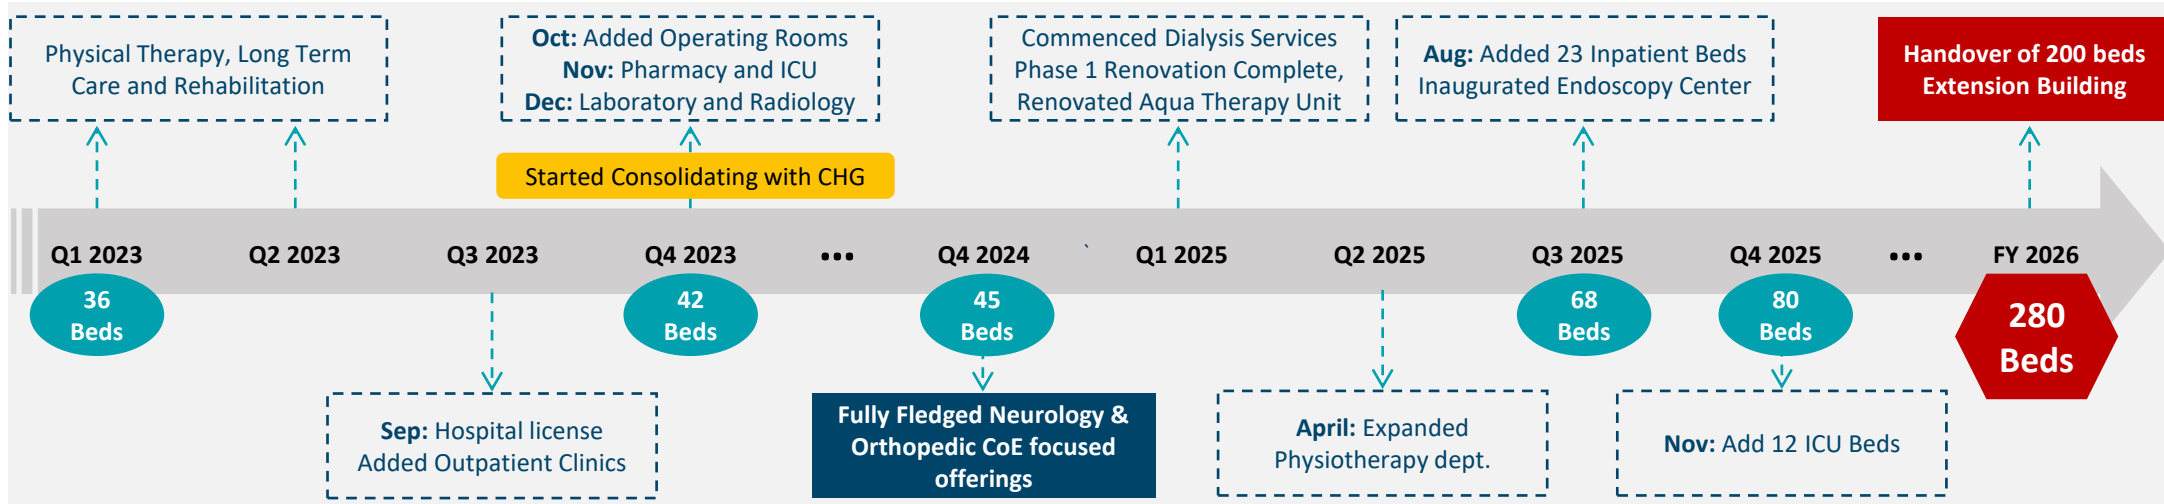 Physical Therapy, Long Term
Care and Rehabilitation
Oct: Added Operating Rooms
Nov: Pharmacy and ICU
Dec: Laboratory and Radiology
Commenced Dialysis Services
Phase 1 Renovation Complete,
Renovated Aqua Therapy Unit
Aug: Added 23 Inpatient Beds
Inaugurated Endoscopy Center
Handover of 200 beds
Extension Building
Started Consolidating with CHG
Q1 2023
Q2 2023
Q3 2023
Q4 2023
...
Q4 2024
`
Q1 2025
Q2 2025
Q3 2025
Q4 2025
...
FY 2026
36
Beds
42
Beds
45
Beds
68
Beds
80
Beds
280
Beds
Sep: Hospital license
Added Outpatient Clinics
Fully Fledged Neurology &
Orthopedic CoE focused
offerings
April: Expanded
Physiotherapy dept.
Nov: Add 12 ICU Beds